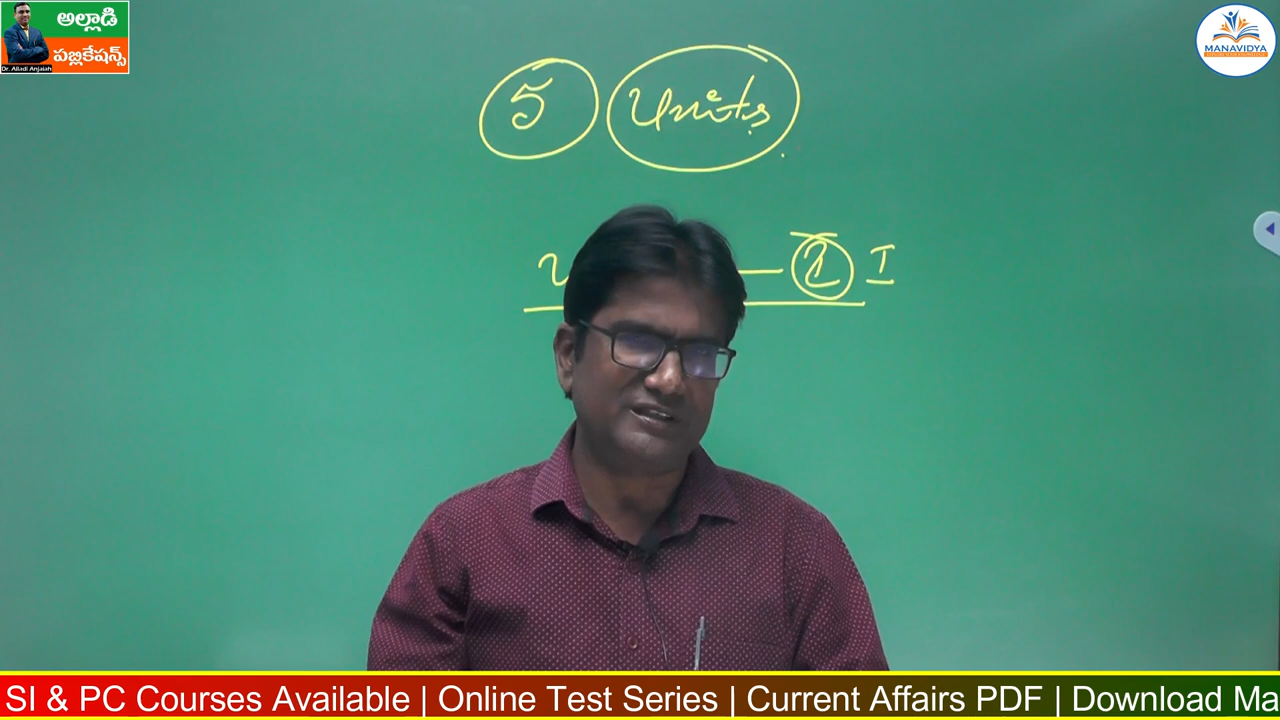 అల్లాడి
పబ్లికేషన్స్
Dr. Alladi Anjaiah
MANAVIDYA
5 Units
I
SI & PC Courses Available | Online Test Series | Current Affairs PDF | Download Ma